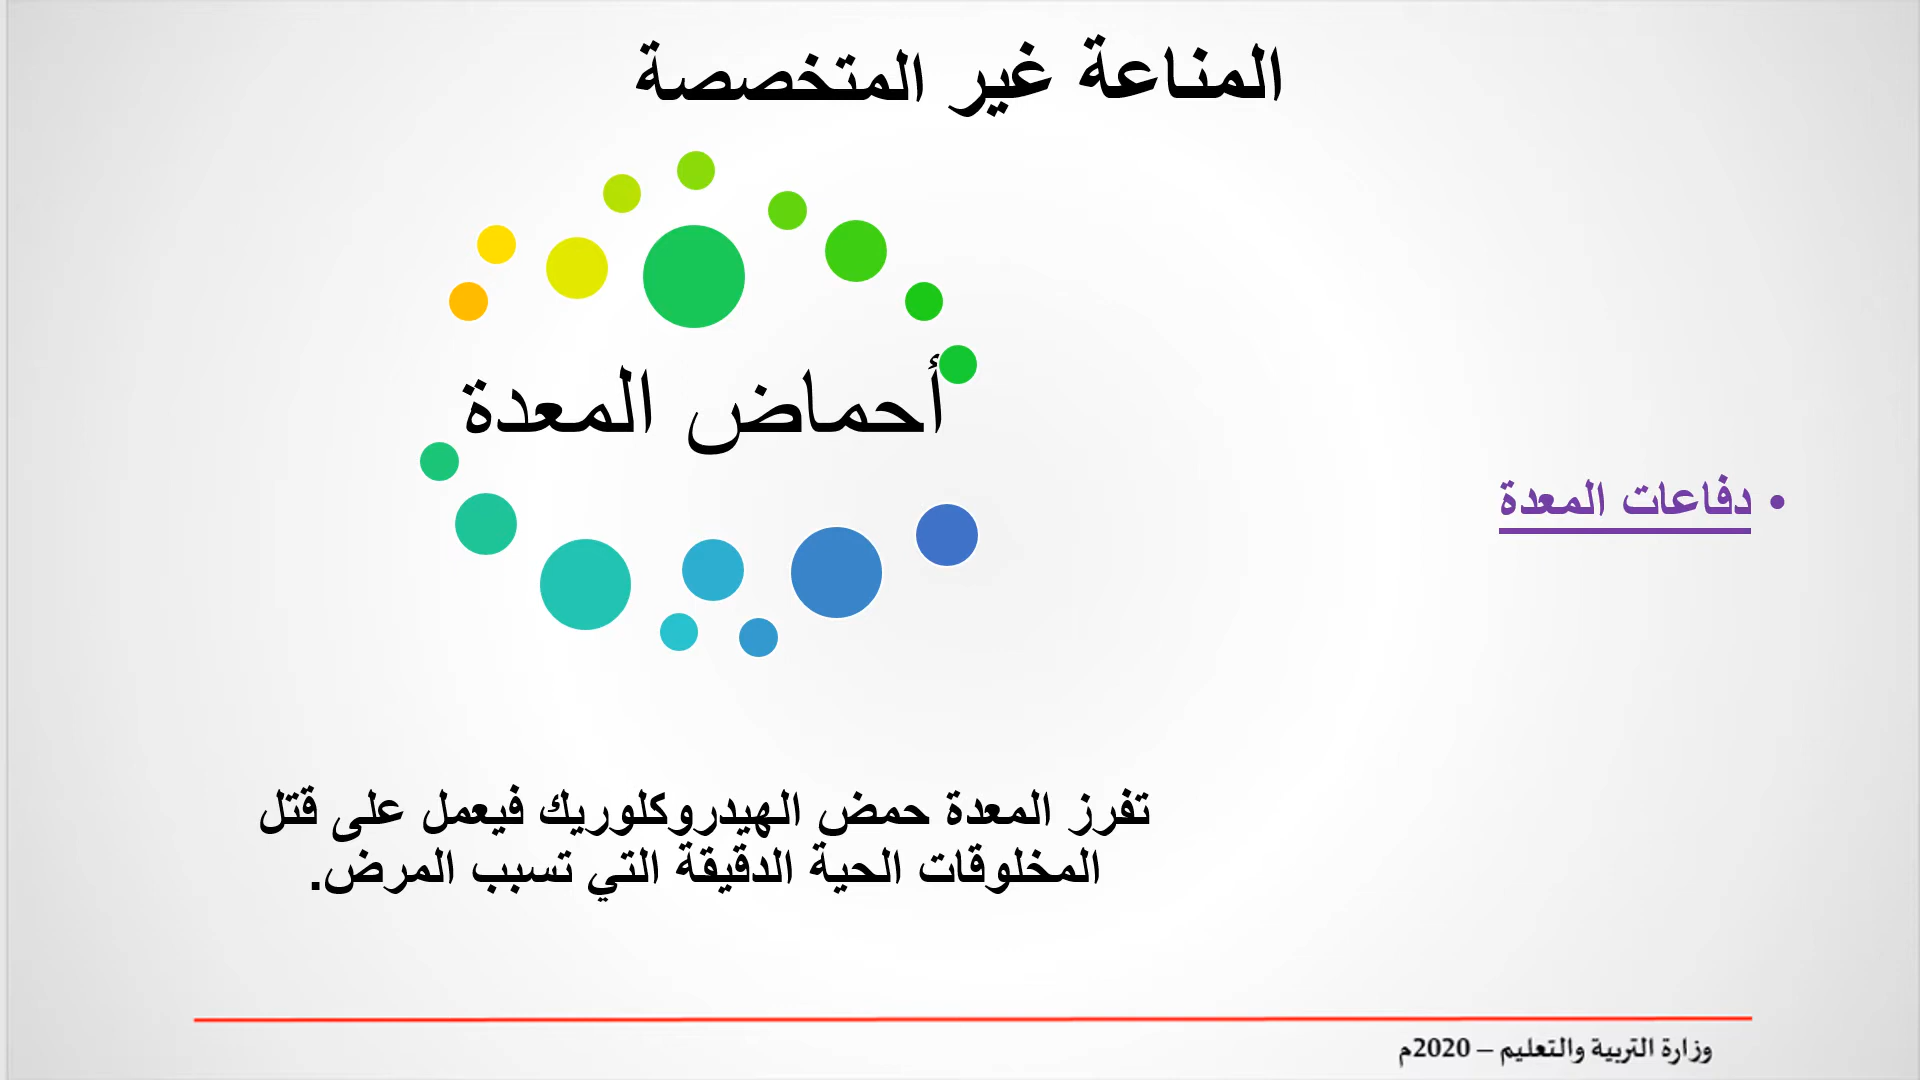 المناعة غير المتخصصة
• دفاعات المعدة
أحماض المعدة
تفرز المعدة حمض الهيدروكلوريك فيعمل على قتل
المخلوقات الحية الدقيقة التي تسبب المرض.
وزارة التربية والتعليم – 2020م